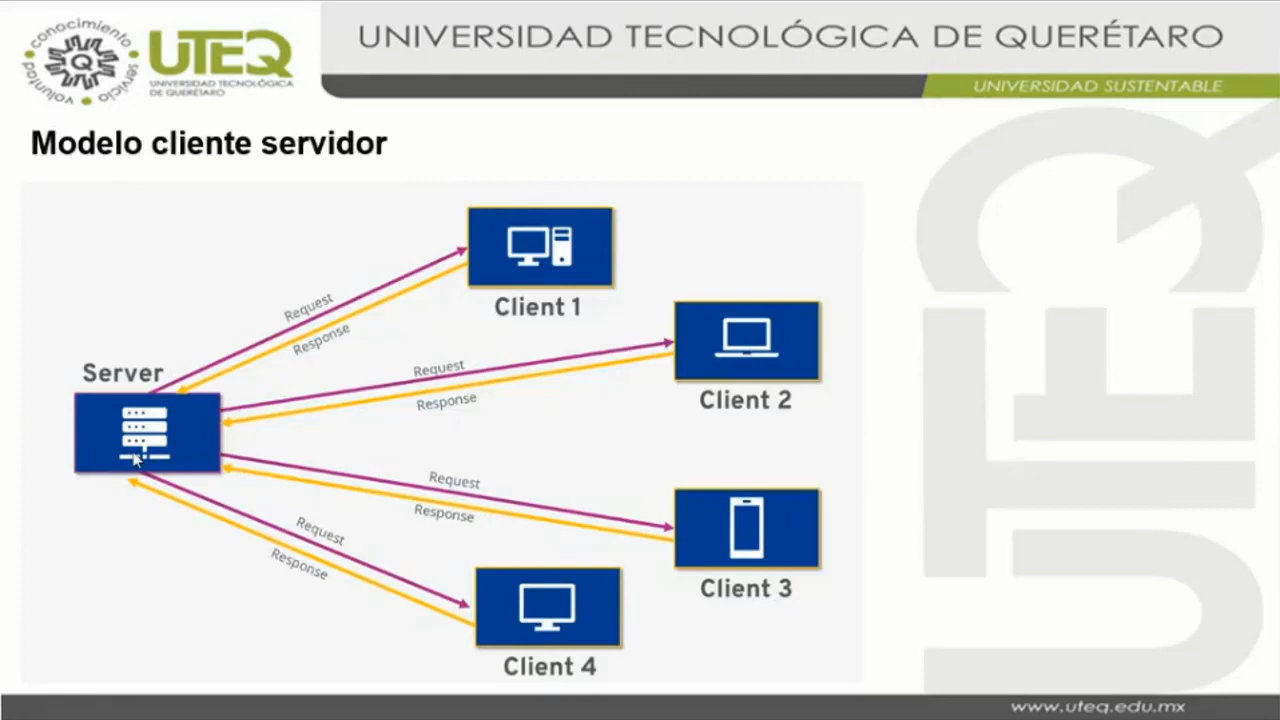 conocimiento
servicio
voluntad
UTEQ
UNIVERSIDAD TECNOLÓGICA
DE QUERÉTARO
UNIVERSIDAD TECNOLÓGICA DE QUERÉTARO
UNIVERSIDAD SUSTENTABLE
Modelo cliente servidor
Client 1
Request
Response
Client 2
Request
Response
Server
Request
Response
Client 3
Request
Response
Client 4
UTEQ
www.uteq.edu.mx